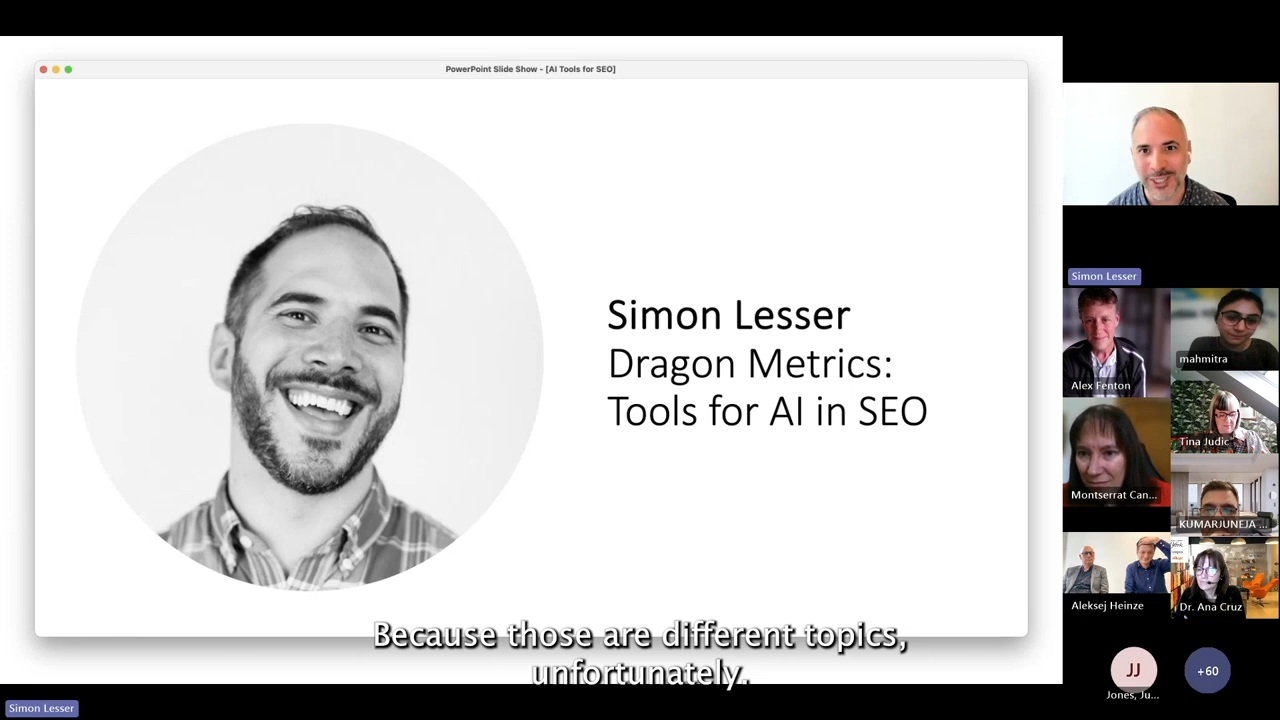 PowerPoint Slide Show - [AI Tools for SEO]
Simon Lesser
Dragon Metrics:
Tools for AI in SEO
Because those are different topics,
unfortunately.
Simon Lesser
Simon Lesser
Alex Fenton
mahmitra
Tina Judic
Montserrat Can...
KUMARJUNEJA ...
Aleksej Heinze
Dr. Ana Cruz
JJ
Jones, Ju...
+60